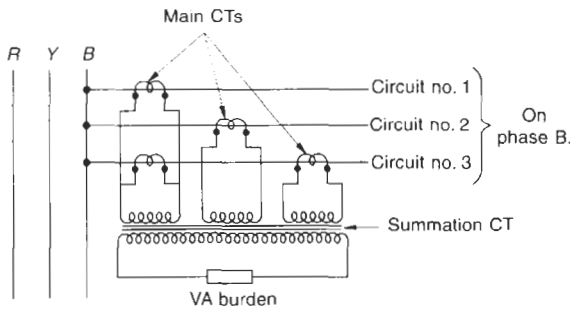 Main CTs
R Y B
Circuit no. 1
Circuit no. 2
On
phase B.
Circuit no. 3
Summation CT
VA burden